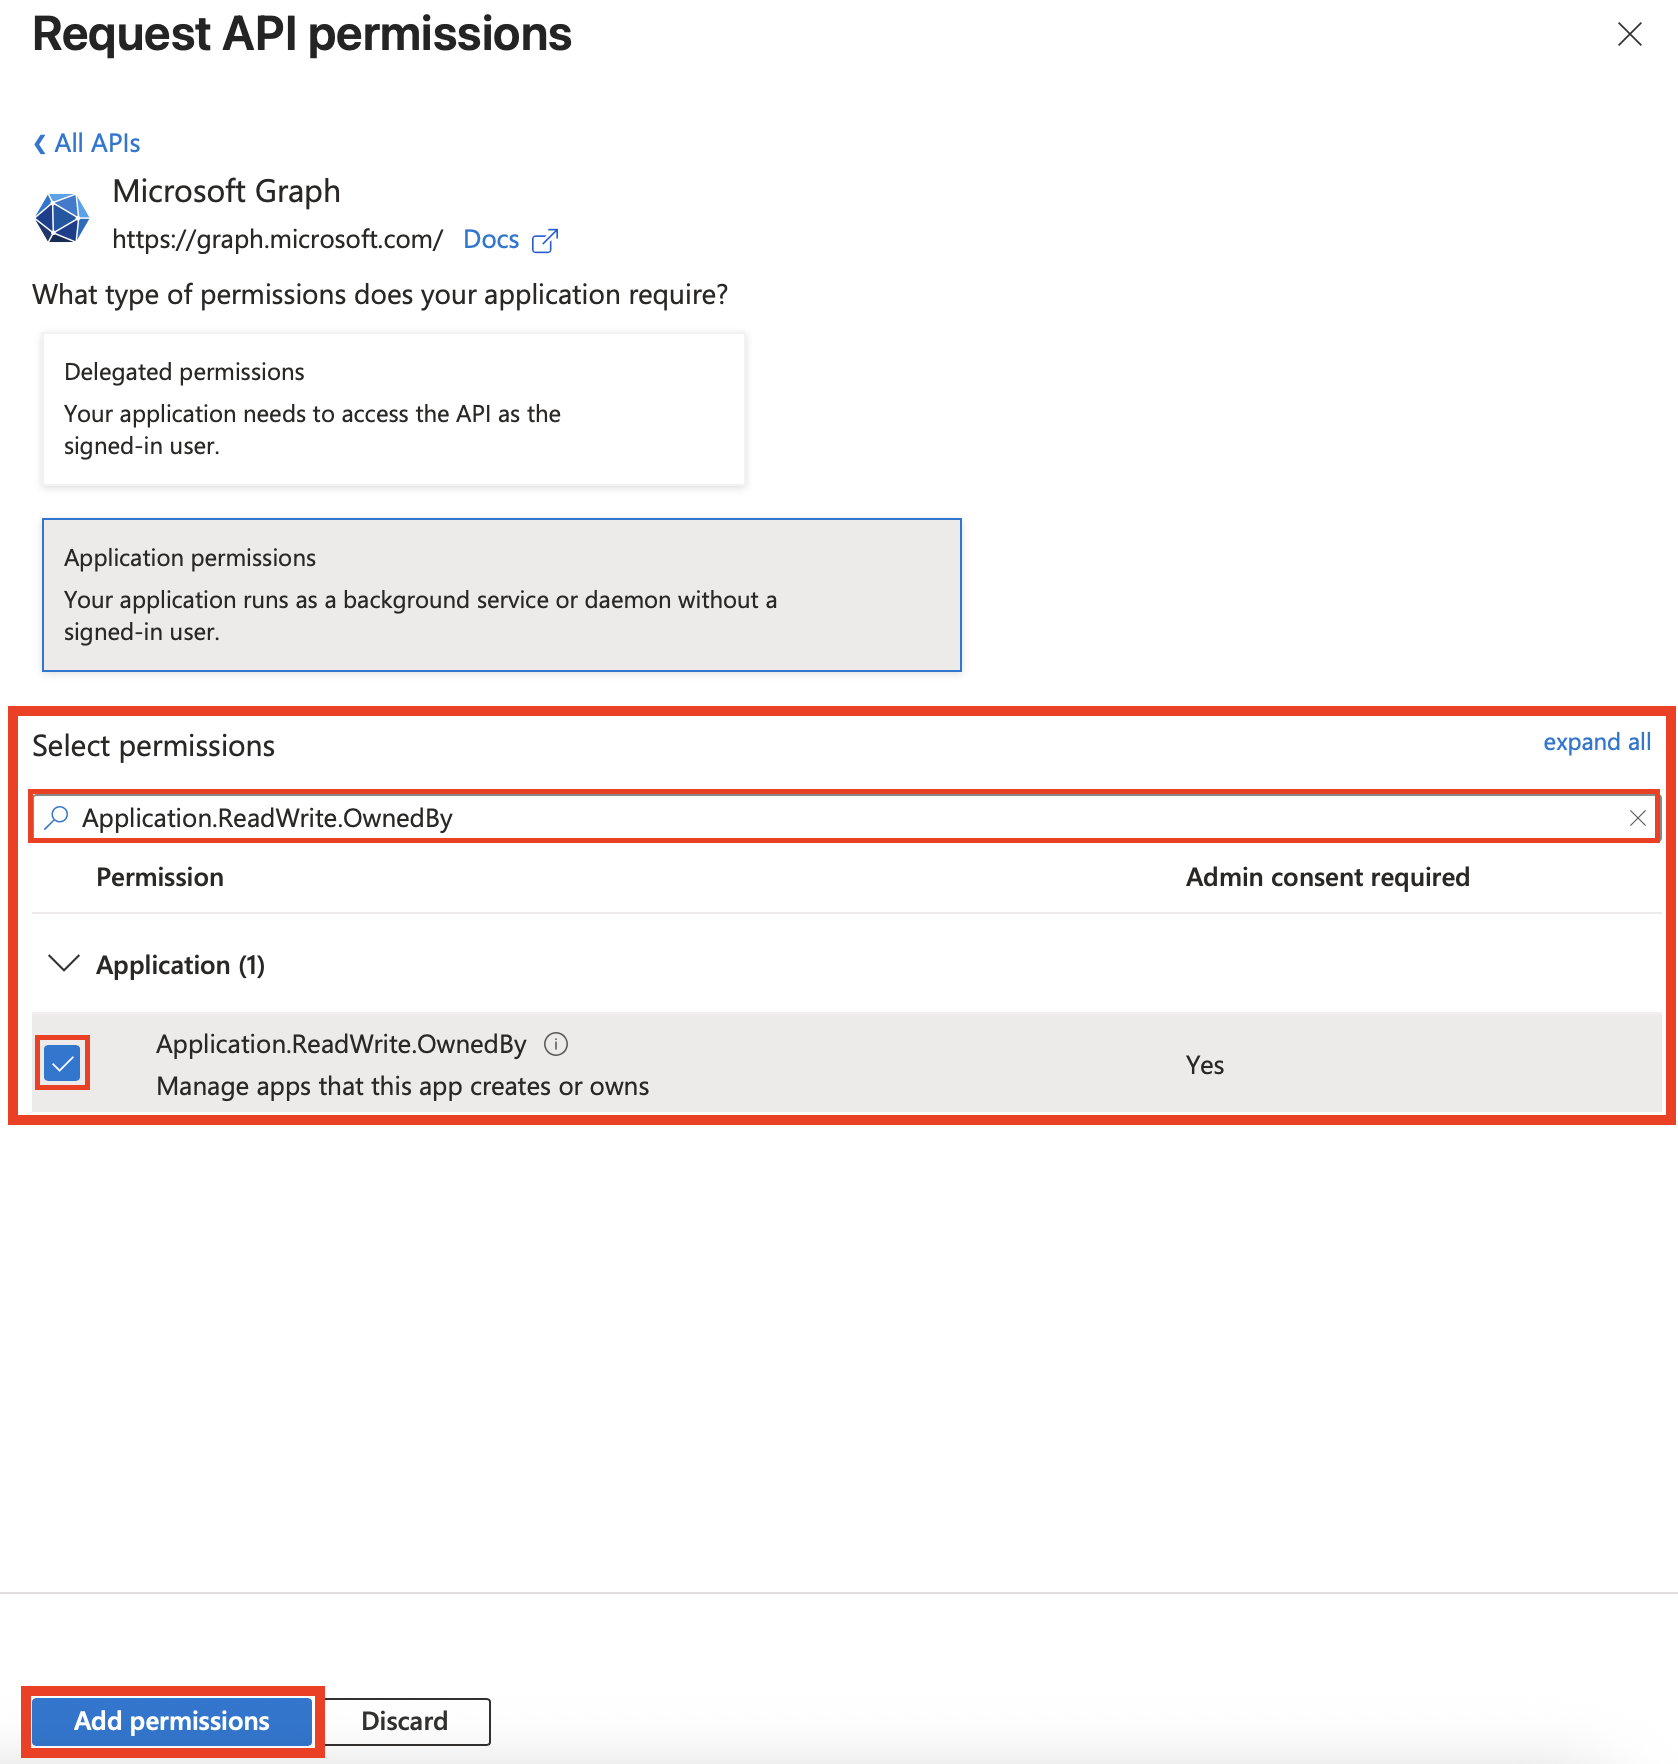 Request API permissions
All APIs
Microsoft Graph
https://graph.microsoft.com/ Docs
What type of permissions does your application require?
Delegated permissions
Your application needs to access the API as the
signed-in user.
Application permissions
Your application runs as a background service or daemon without a
signed-in user.
Select permissions
expand all
Application.ReadWrite.OwnedBy
Permission
Admin consent required
Application (1)
Application.ReadWrite.OwnedBy
Manage apps that this app creates or owns
Yes
Add permissions
Discard